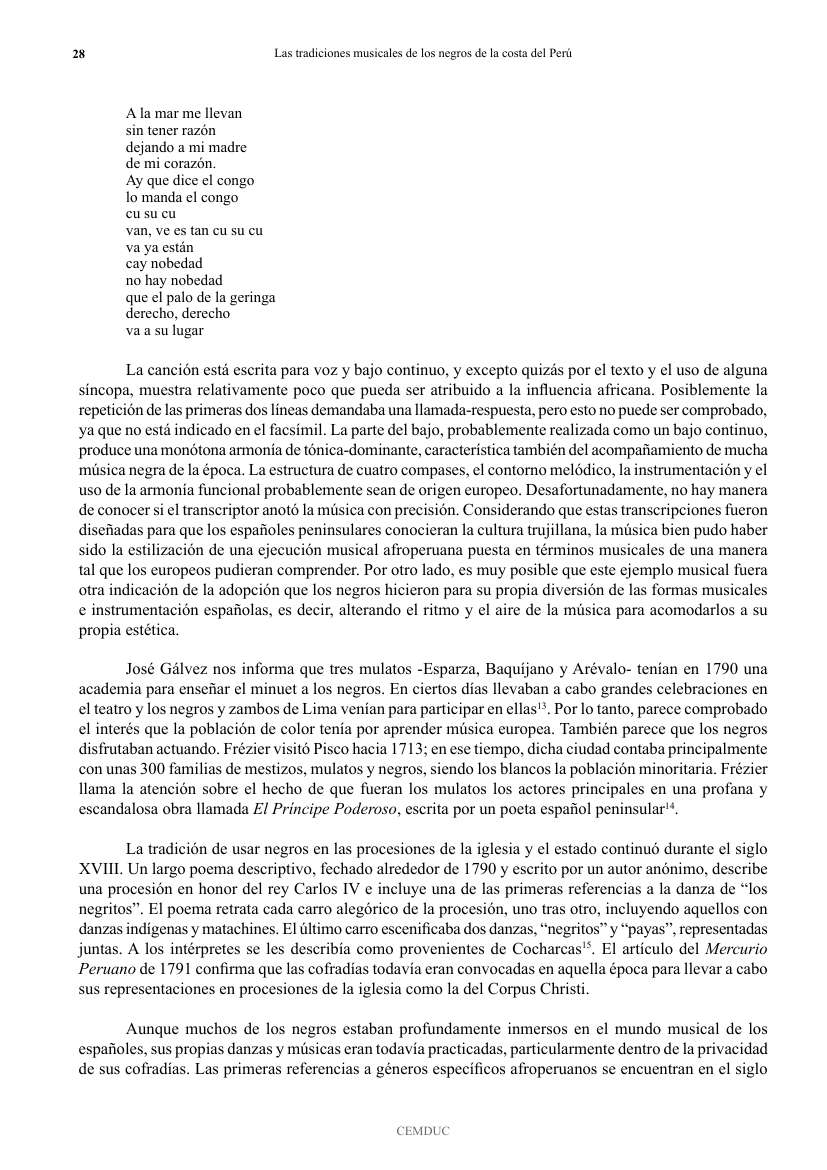 28
Las tradiciones musicales de los negros de la costa del Perú
A la mar me llevan
sin tener razón
dejando a mi madre
de mi corazón.
Ay que dice el congo
lo manda el congo
cu su cu
van, ve es tan cu su cu
va ya están
cay nobedad
no hay nobedad
que el palo de la geringa
derecho, derecho
va a su lugar
La canción está escrita para voz y bajo continuo, y excepto quizás por el texto y el uso de alguna
síncopa, muestra relativamente poco que pueda ser atribuido a la influencia africana. Posiblemente la
repetición de las primeras dos líneas demandaba una llamada-respuesta, pero esto no puede ser comprobado,
ya que no está indicado en el facsímil. La parte del bajo, probablemente realizada como un bajo continuo,
produce una monótona armonía de tónica-dominante, característica también del acompañamiento de mucha
música negra de la época. La estructura de cuatro compases, el contorno melódico, la instrumentación y el
uso de la armonía funcional probablemente sean de origen europeo. Desafortunadamente, no hay manera
de conocer si el transcriptor anotó la música con precisión. Considerando que estas transcripciones fueron
diseñadas para que los españoles peninsulares conocieran la cultura trujillana, la música bien pudo haber
sido la estilización de una ejecución musical afroperuana puesta en términos musicales de una manera
tal que los europeos pudieran comprender. Por otro lado, es muy posible que este ejemplo musical fuera
otra indicación de la adopción que los negros hicieron para su propia diversión de las formas musicales
e instrumentación españolas, es decir, alterando el ritmo y el aire de la música para acomodarlos a su
propia estética.
José Gálvez nos informa que tres mulatos -Esparza, Baquíjano y Arévalo- tenían en 1790 una
academia para enseñar el minuet a los negros. En ciertos días llevaban a cabo grandes celebraciones en
el teatro y los negros y zambos de Lima venían para participar en ellas13. Por lo tanto, parece comprobado
el interés que la población de color tenía por aprender música europea. También parece que los negros
disfrutaban actuando. Frézier visitó Pisco hacia 1713; en ese tiempo, dicha ciudad contaba principalmente
con unas 300 familias de mestizos, mulatos y negros, siendo los blancos la población minoritaria. Frézier
llama la atención sobre el hecho de que fueran los mulatos los actores principales en una profana y
escandalosa obra llamada El Príncipe Poderoso, escrita por un poeta español peninsular14.
La tradición de usar negros en las procesiones de la iglesia y el estado continuó durante el siglo
XVIII. Un largo poema descriptivo, fechado alrededor de 1790 y escrito por un autor anónimo, describe
una procesión en honor del rey Carlos IV e incluye una de las primeras referencias a la danza de “los
negritos”. El poema retrata cada carro alegórico de la procesión, uno tras otro, incluyendo aquellos con
danzas indígenas y matachines. El último carro escenificaba dos danzas, “negritos” y “payas”, representadas
juntas. A los intérpretes se les describía como provenientes de Cocharcas15. El artículo del Mercurio
Peruano de 1791 confirma que las cofradías todavía eran convocadas en aquella época para llevar a cabo
sus representaciones en procesiones de la iglesia como la del Corpus Christi.
Aunque muchos de los negros estaban profundamente inmersos en el mundo musical de los
españoles, sus propias danzas y músicas eran todavía practicadas, particularmente dentro de la privacidad
de sus cofradías. Las primeras referencias a géneros específicos afroperuanos se encuentran en el siglo
CEMDUC